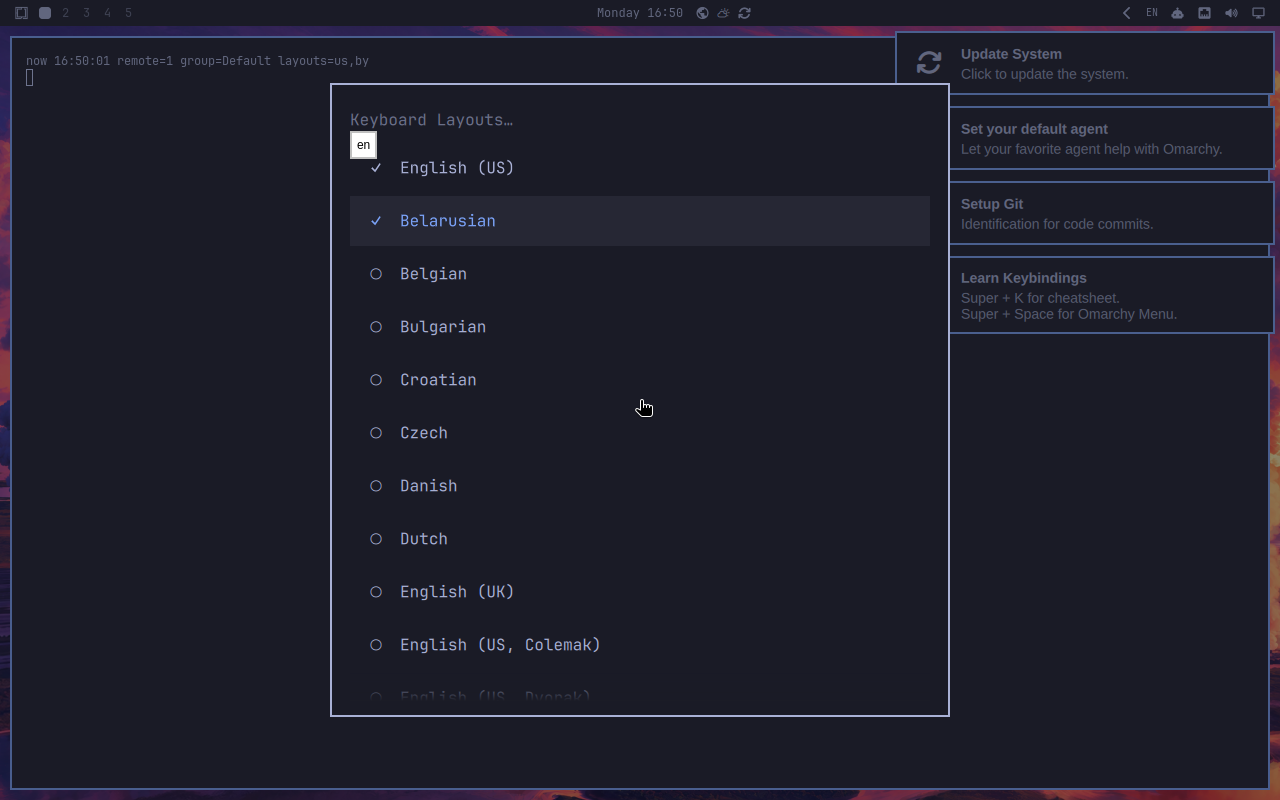 2 3 4 5
Monday 16:50
EN
now 16:50:01 remote=1 group=Default layouts=us,by
Update System
Click to update the system.
Set your default agent
Let your favorite agent help with Omarchy.
Setup Git
Identification for code commits.
Learn Keybindings
Super + K for cheatsheet.
Super + Space for Omarchy Menu.
Keyboard Layouts…
en
English (US)
Belarusian
Belgian
Bulgarian
Croatian
Czech
Danish
Dutch
English (UK)
English (US, Colemak)
English (US, Dvorak)